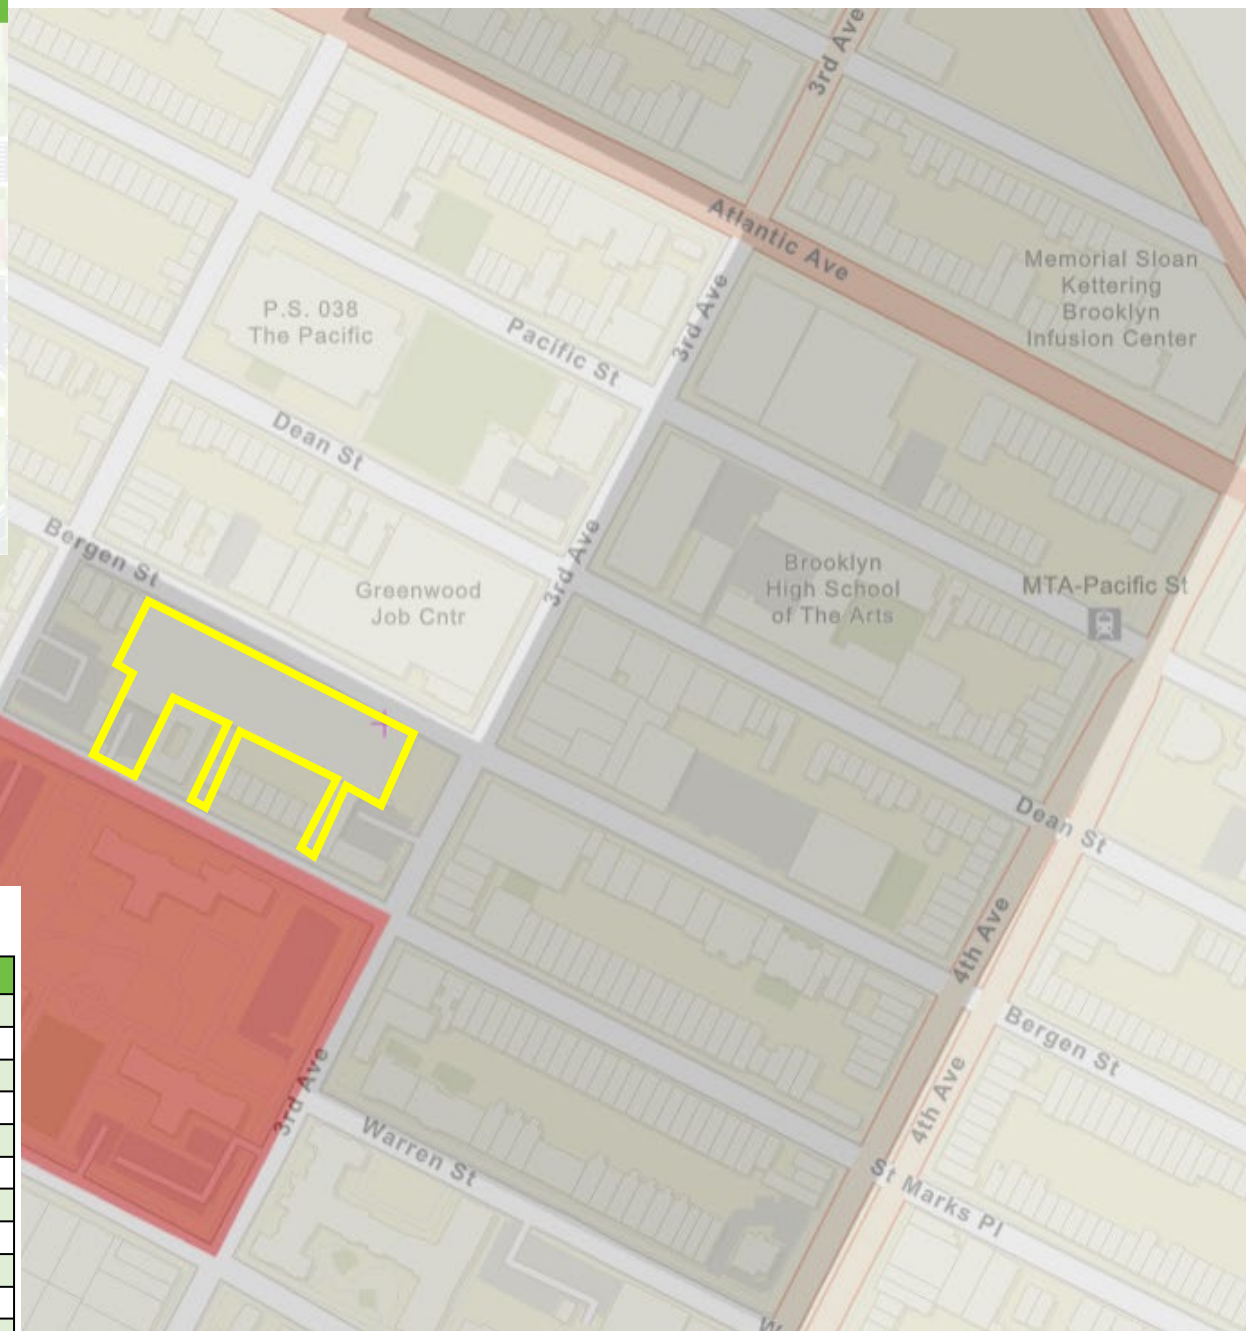 3rd Ave
Atlantic Ave
Memorial Sloan
Kettering
Brooklyn
Infusion Center
3rd Ave
P.S. 038
The Pacific
Pacific St
Dean St
Bergen St
3rd Ave
Greenwood
Job Cntr
Brooklyn
High School
of The Arts
MTA-Pacific St
Dean St
4th Ave
Bergen St
3rd Ave
4th Ave
Warren St
St Marks Pl
W